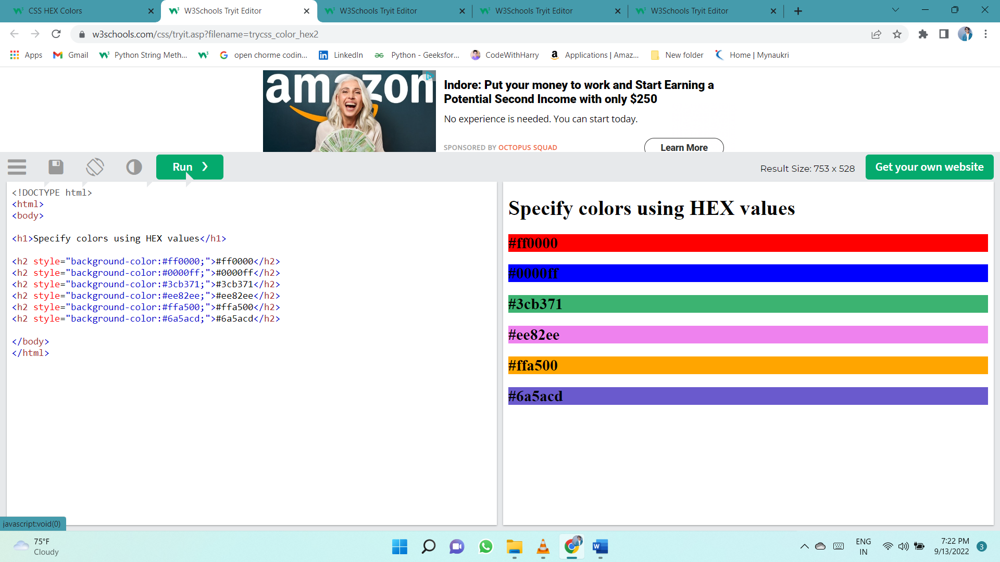 CSS HEX Colors
W3Schools Tryit Editor
W3Schools Tryit Editor
W3Schools Tryit Editor
W3Schools Tryit Editor
w3schools.com/css/tryit.asp?filename=trycss_color_hex2
Apps
Gmail
Python String Meth...
open chorme codin...
LinkedIn
Python - Geeksfor...
CodeWithHarry
Applications | Amaz...
New folder
Home | Mynaukri
amazon
Indore: Put your money to work and Start Earning a
Potential Second Income with only $250
No experience is needed. You can start today.
SPONSORED BY OCTOPUS SQUAD
Learn More
Run ❯
Result Size: 753 x 528
Get your own website
<!DOCTYPE html>
<html>
<body>
<h1>Specify colors using HEX values</h1>
<h2 style="background-color:#ff0000;">#ff0000</h2>
<h2 style="background-color:#0000ff;">#0000ff</h2>
<h2 style="background-color:#3cb371;">#3cb371</h2>
<h2 style="background-color:#ee82ee;">#ee82ee</h2>
<h2 style="background-color:#ffa500;">#ffa500</h2>
<h2 style="background-color:#6a5acd;">#6a5acd</h2>
</body>
</html>
Specify colors using HEX values
#ff0000
#0000ff
#3cb371
#ee82ee
#ffa500
#6a5acd
javascript:void(0)
75°F
Cloudy
ENG
IN
7:22 PM
9/13/2022
3